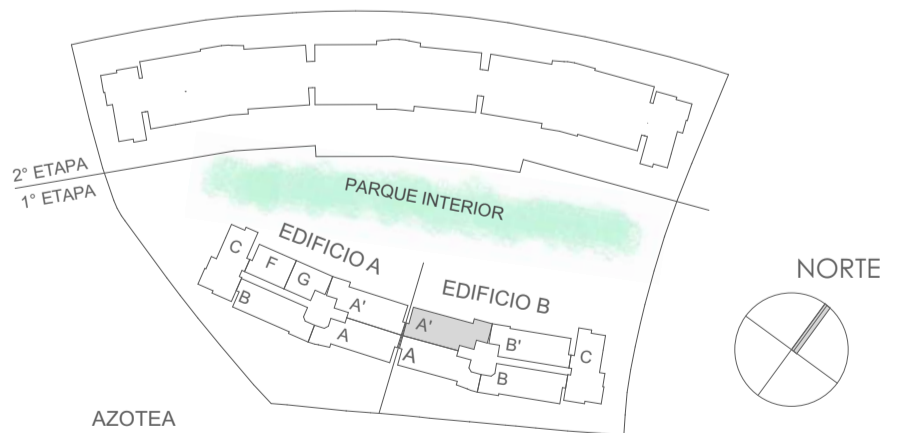 2° ETAPA
1° ETAPA
PARQUE INTERIOR
NORTE
EDIFICIO A
C
F
G
A'
B
A
EDIFICIO B
A'
B'
C
A
B
AZOTEA